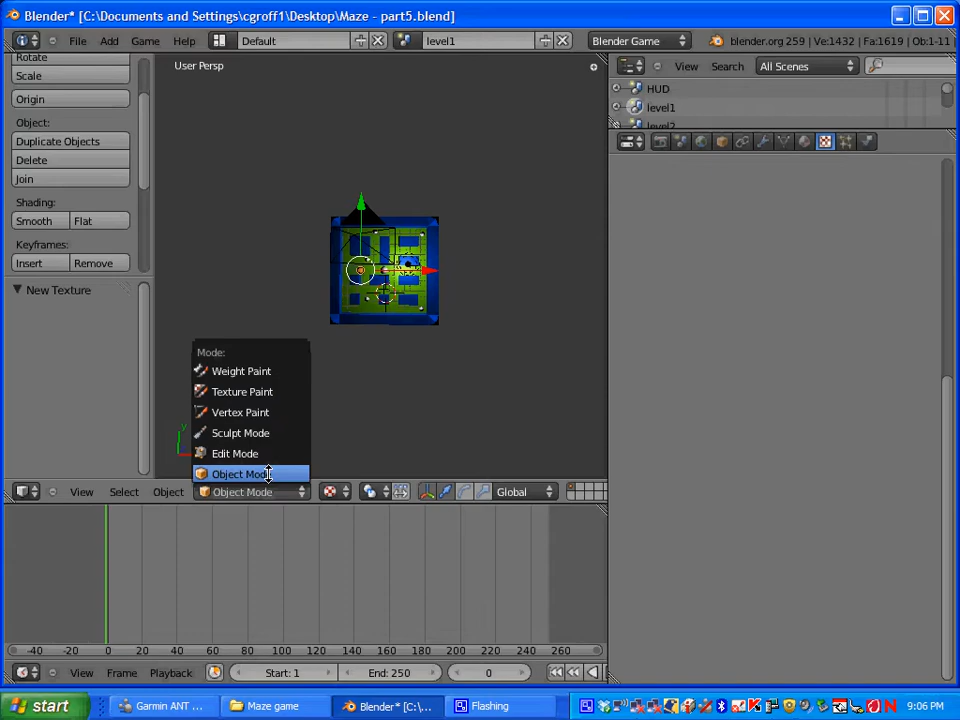 Blender* [C:\Documents and Settings\cgroff1\Desktop\Maze - part5.blend]
File Add Game Help Default level1 Blender Game blender.org 259 | Ve:1432 | Fa:1619 | Ob:1-11
Rotate
Scale
Origin
Object:
Duplicate Objects
Delete
Join
Shading:
Smooth Flat
Keyframes:
Insert Remove
New Texture
User Persp
Mode:
Weight Paint
Texture Paint
Vertex Paint
Sculpt Mode
Edit Mode
Object Mod
View Select Object Object Mode Global
View Search All Scenes
HUD
level1
level2
-40 -20 0 20 40 60 80 100 120 140 160 180 200 220 240 260
View Frame Playback Start: 1 End: 250 0
start Garmin ANT ... Maze game Blender* [C:\... Flashing 9:06 PM